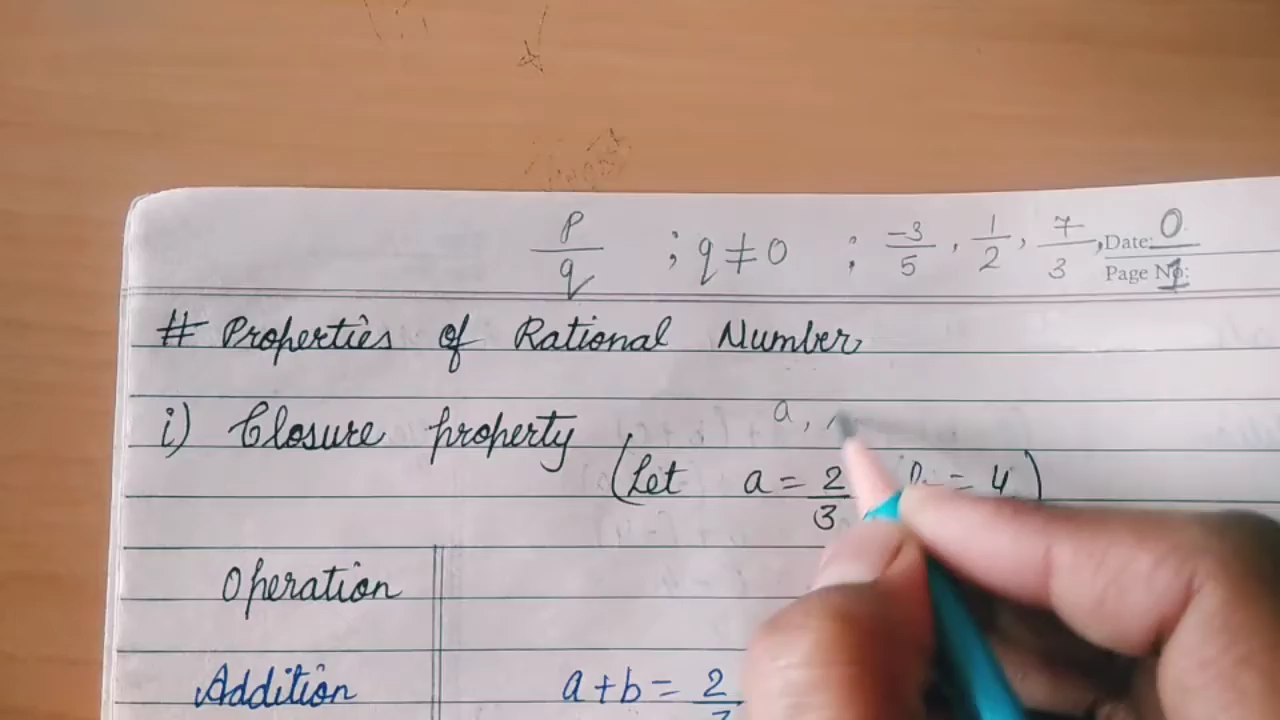 p/q ; q ≠ 0 ; -3/5 , 1/2 , 7/3 , 0/1
Date:
Page No:
# Properties of Rational Number
i) Closure property
a ,
(Let a = 2/3 b = 4 )
Operation
Addition a + b = 2